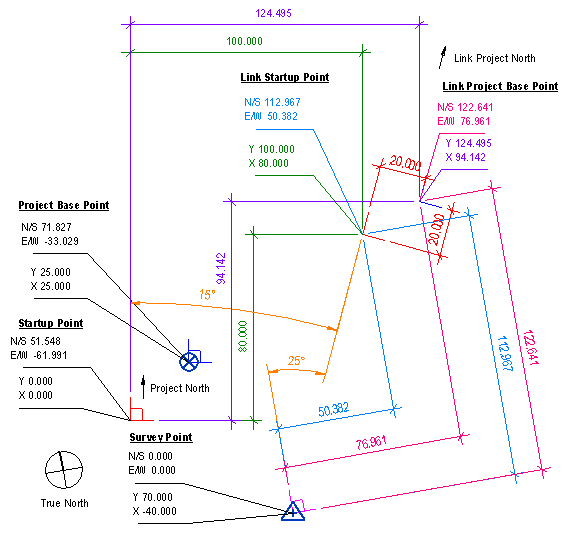 124.495
100.000
Link Project North
Link Startup Point
Link Project Base Point
N/S 112.967
E/W 50.382
N/S 122.641
E/W 76.961
Y 100.000
X 80.000
Y 124.495
X 94.142
20.000
20.000
Project Base Point
N/S 71.827
E/W -33.029
Y 25.000
X 25.000
94.142
15°
80.000
Startup Point
N/S 51.548
E/W -61.991
Y 0.000
X 0.000
Project North
25°
112.967
122.641
50.382
76.961
Survey Point
N/S 0.000
E/W 0.000
Y 70.000
X -40.000
True North